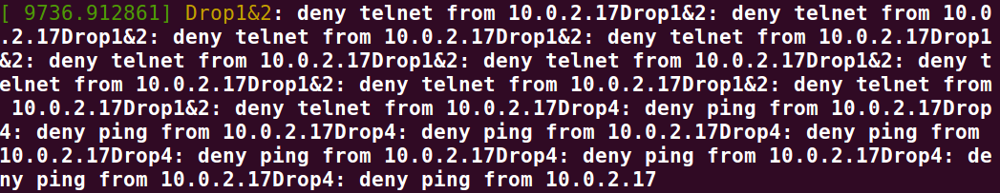 [ 9736.912861] Drop1&2: deny telnet from 10.0.2.17Drop1&2: deny telnet from 10.0
.2.17Drop1&2: deny telnet from 10.0.2.17Drop1&2: deny telnet from 10.0.2.17Drop1
&2: deny telnet from 10.0.2.17Drop1&2: deny telnet from 10.0.2.17Drop1&2: deny t
elnet from 10.0.2.17Drop1&2: deny telnet from 10.0.2.17Drop1&2: deny telnet from
 10.0.2.17Drop1&2: deny telnet from 10.0.2.17Drop4: deny ping from 10.0.2.17Drop
4: deny ping from 10.0.2.17Drop4: deny ping from 10.0.2.17Drop4: deny ping from
10.0.2.17Drop4: deny ping from 10.0.2.17Drop4: deny ping from 10.0.2.17Drop4: de
ny ping from 10.0.2.17Drop4: deny ping from 10.0.2.17